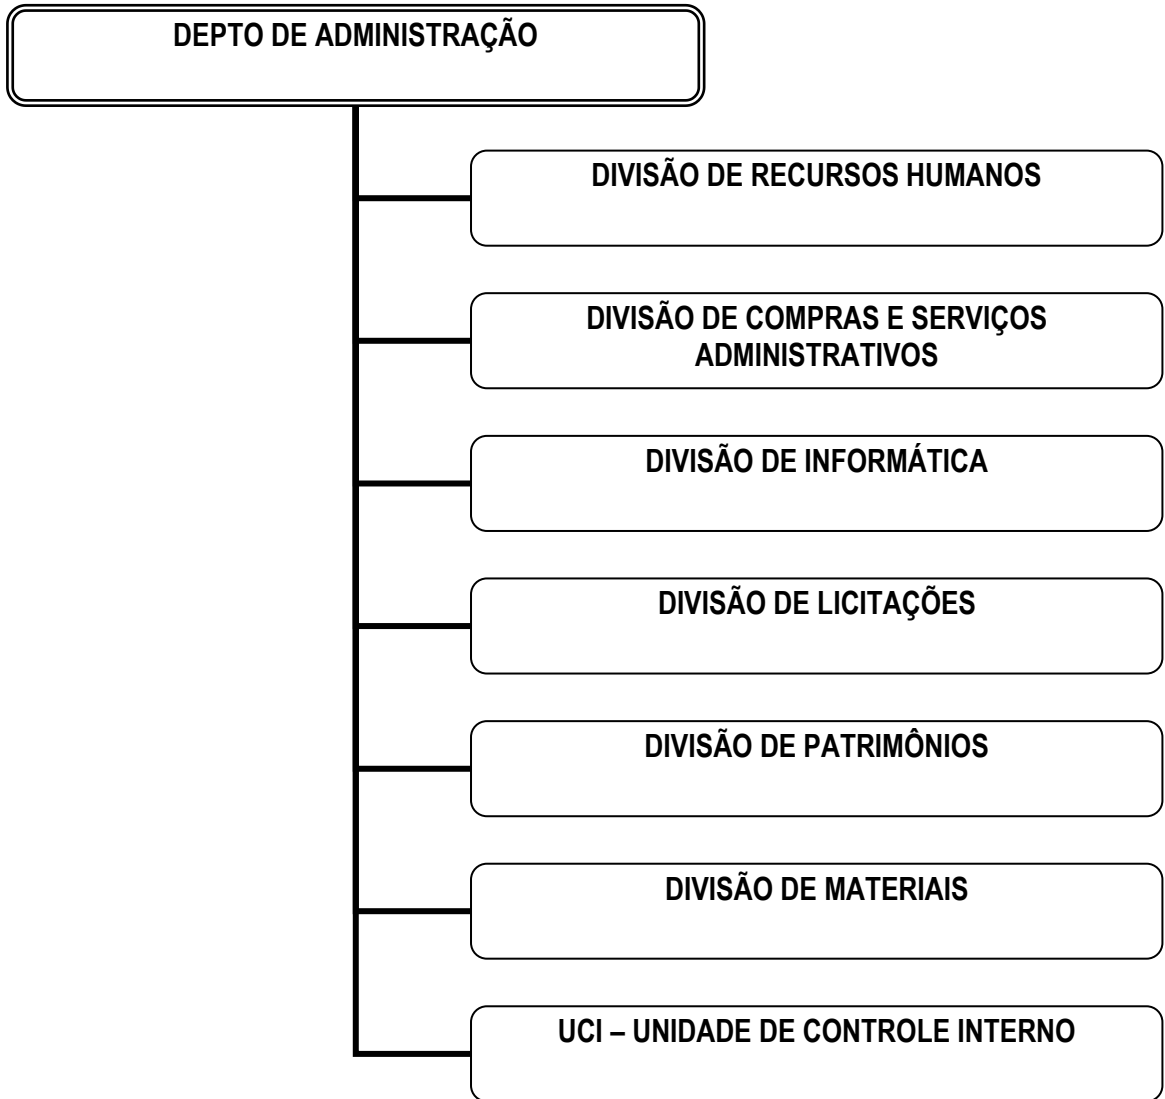 DEPTO DE ADMINISTRAÇÃO
DIVISÃO DE RECURSOS HUMANOS
DIVISÃO DE COMPRAS E SERVIÇOS
ADMINISTRATIVOS
DIVISÃO DE INFORMÁTICA
DIVISÃO DE LICITAÇÕES
DIVISÃO DE PATRIMÔNIOS
DIVISÃO DE MATERIAIS
UCI – UNIDADE DE CONTROLE INTERNO